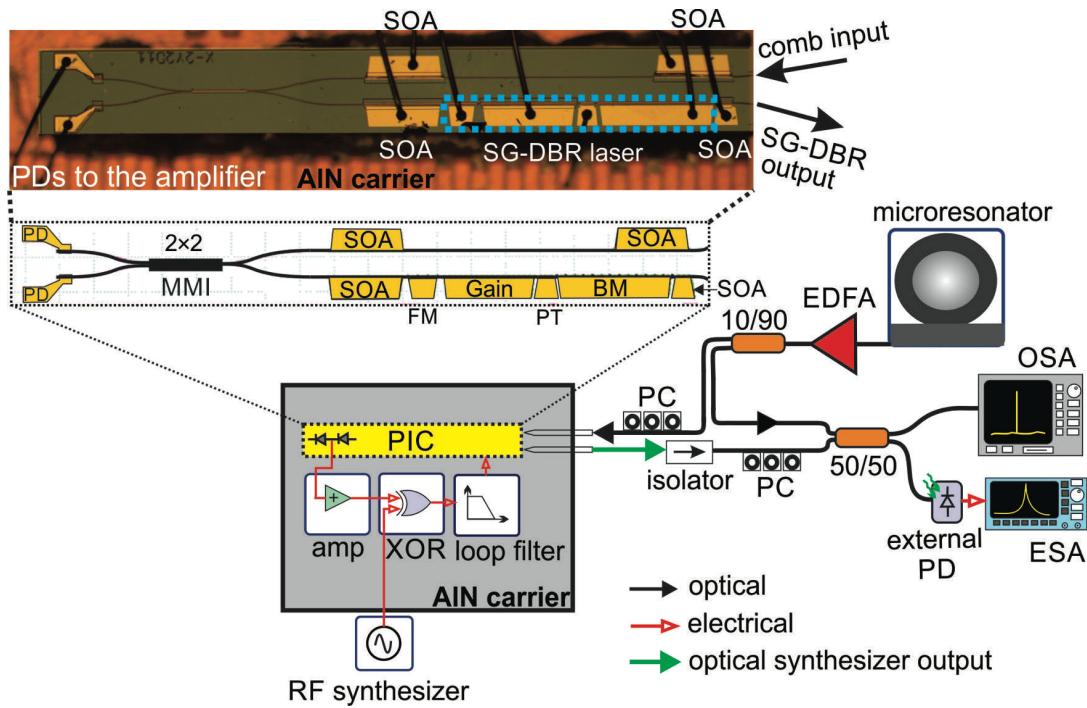 SOA
SOA
comb input
X-2Y2011
SOA
SG-DBR laser
SOA
SG-DBR
output
PDs to the amplifier
AlN carrier
PD
2×2
SOA
SOA
microresonator
PD
MMI
SOA
Gain
BM
SOA
FM
PT
EDFA
10/90
OSA
PC
PIC
isolator
PC
50/50
amp
XOR
loop filter
external
PD
ESA
AlN carrier
optical
electrical
optical synthesizer output
RF synthesizer